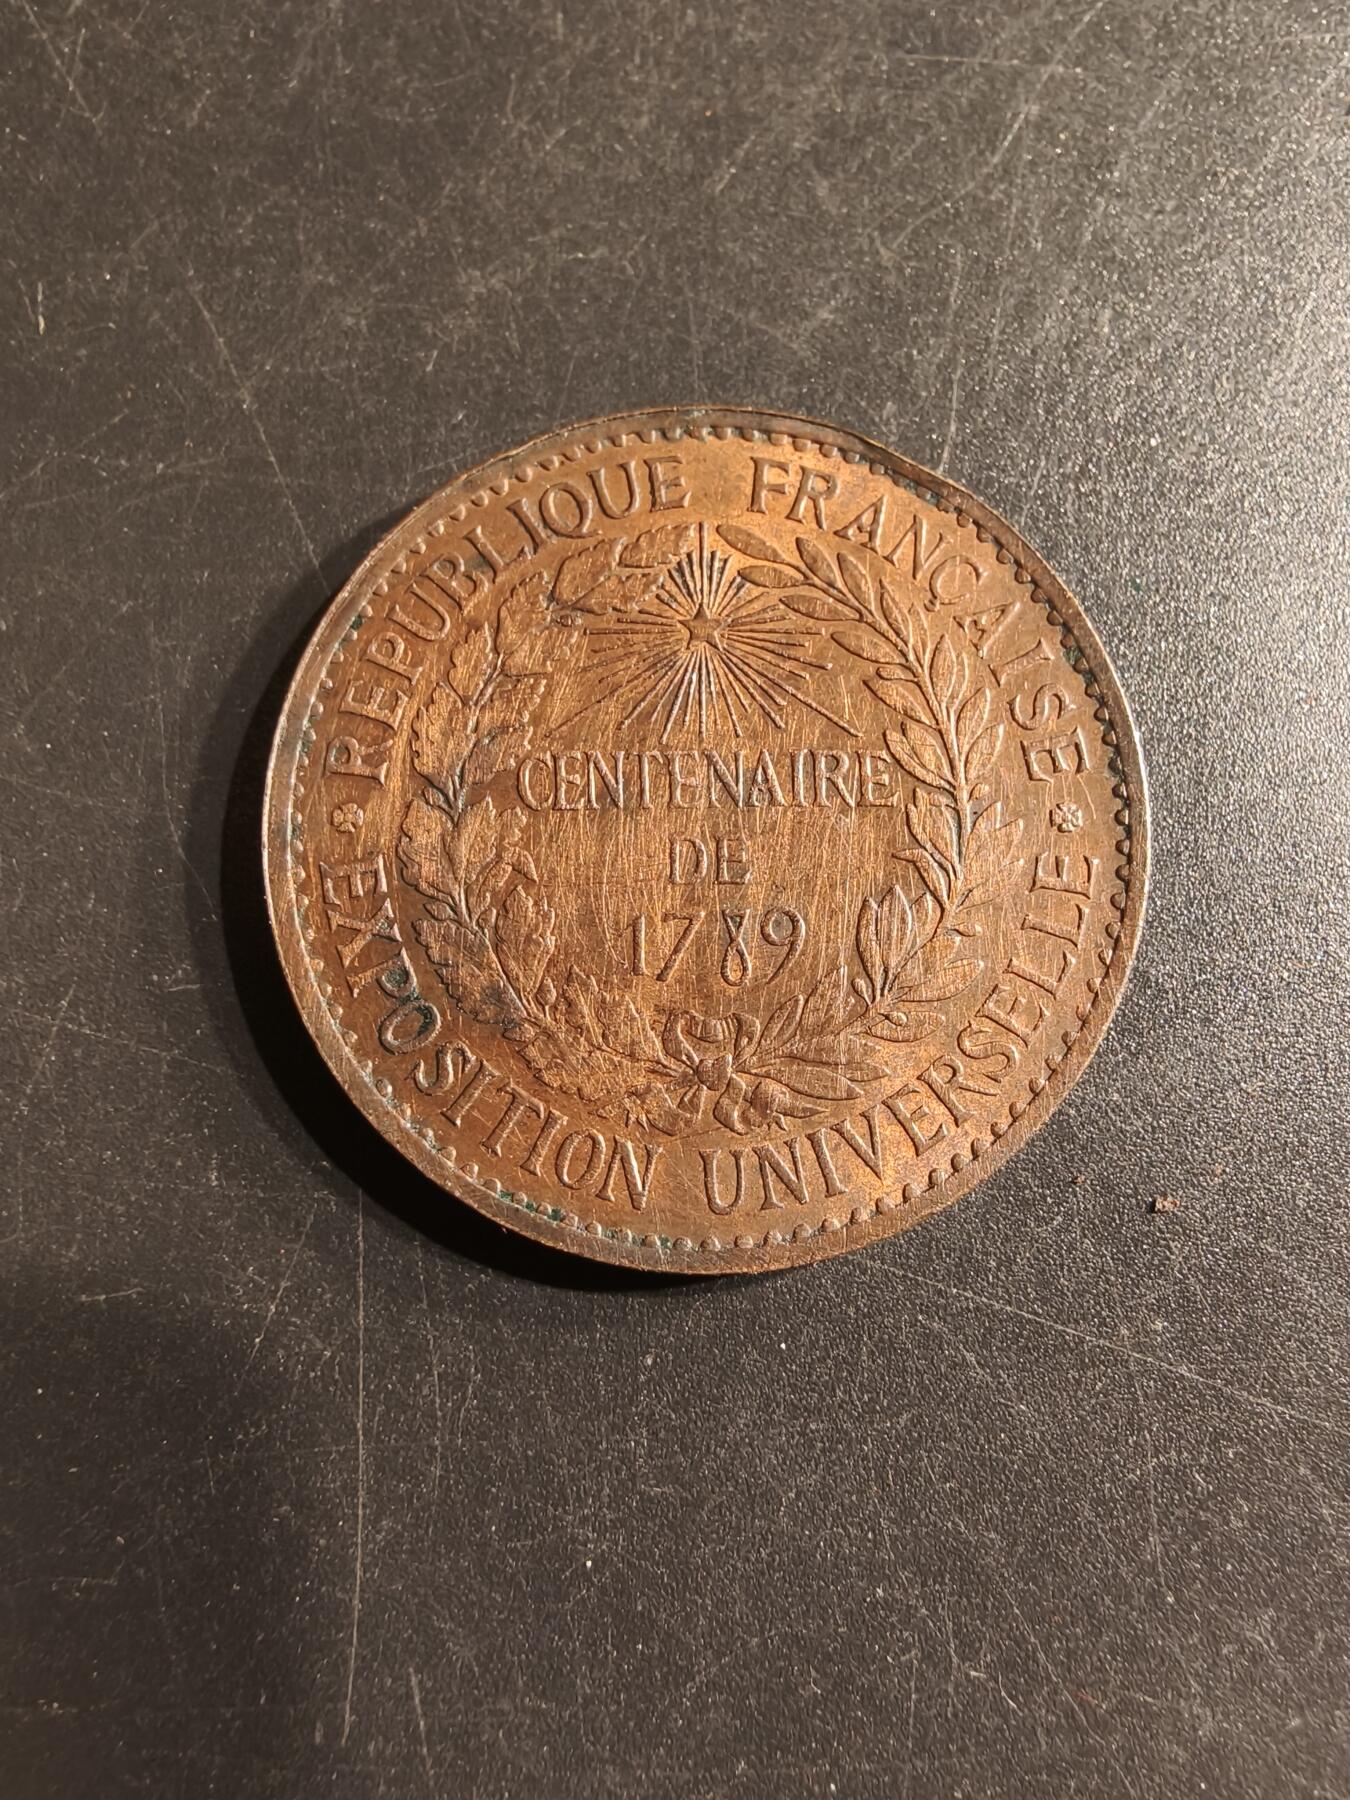 REPUBLIQUE FRANÇAISE
CENTENAIRE
DE
1789
EXPOSITION UNIVERSELLE